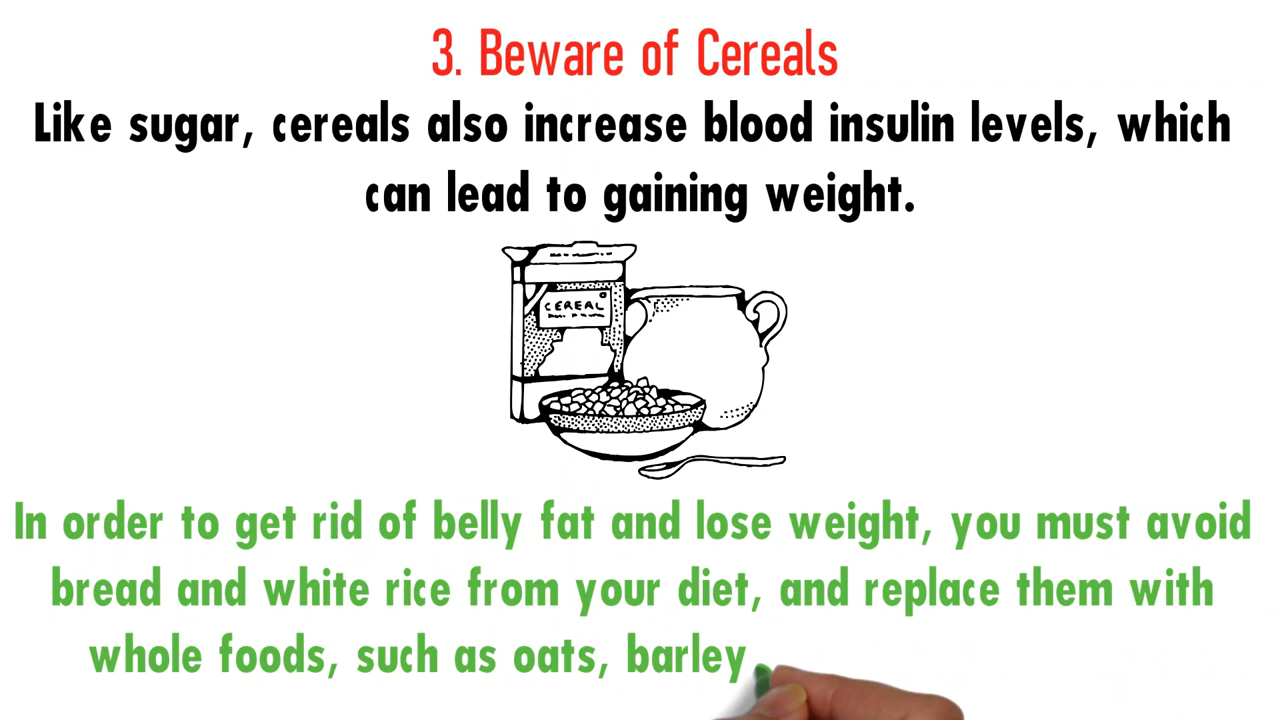 3. Beware of Cereals
Like sugar, cereals also increase blood insulin levels, which
can lead to gaining weight.
CEREAL
In order to get rid of belly fat and lose weight, you must avoid
bread and white rice from your diet, and replace them with
whole foods, such as oats, barley